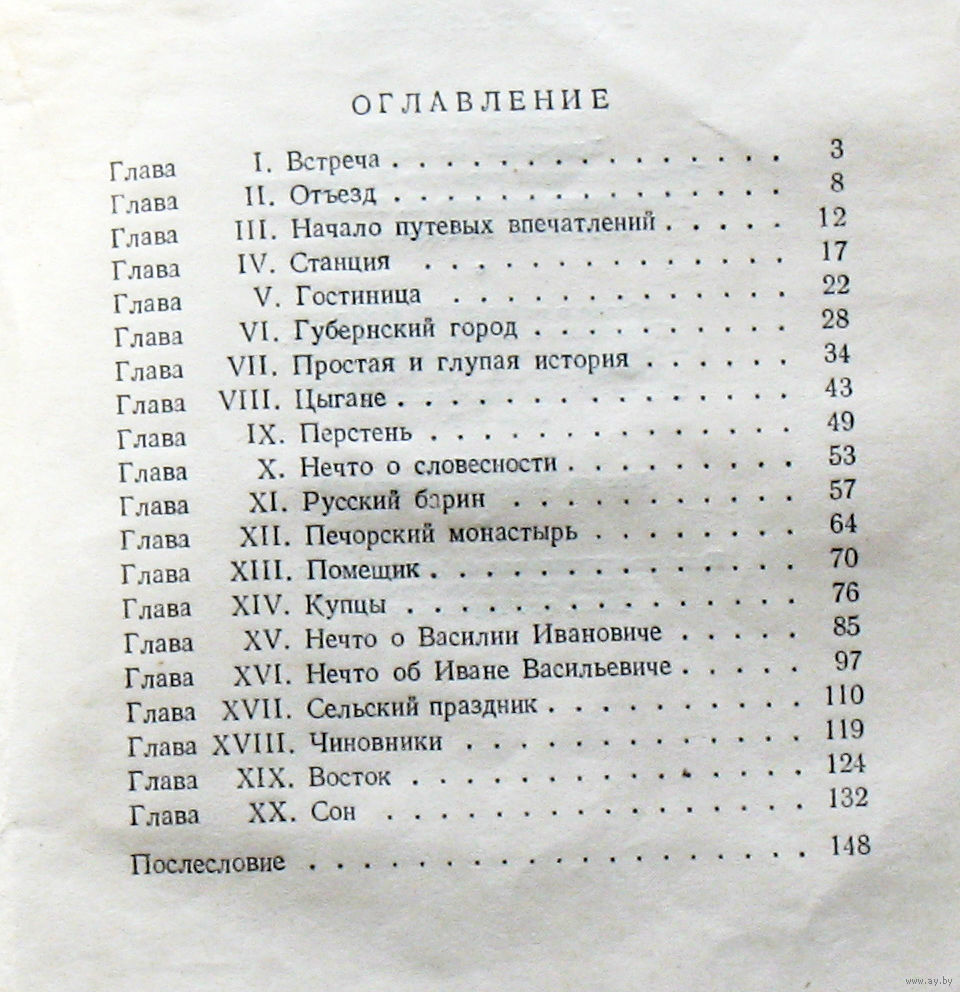 ОГЛАВЛЕНИЕ
Глава I. Встреча . . . . . . . . . . . . . . . 3
Глава II. Отъезд . . . . . . . . . . . . . . . 8
Глава III. Начало путевых впечатлений . . . . . 12
Глава IV. Станция . . . . . . . . . . . . . . 17
Глава V. Гостиница . . . . . . . . . . . . . 22
Глава VI. Губернский город . . . . . . . . . . 28
Глава VII. Простая и глупая история . . . . . . 34
Глава VIII. Цыгане . . . . . . . . . . . . . . . 43
Глава IX. Перстень . . . . . . . . . . . . . . 49
Глава X. Нечто о словесности . . . . . . . . . 53
Глава XI. Русский барин . . . . . . . . . . . 57
Глава XII. Печорский монастырь . . . . . . . . 64
Глава XIII. Помещик . . . . . . . . . . . . . . 70
Глава XIV. Купцы . . . . . . . . . . . . . . . 76
Глава XV. Нечто о Василии Ивановиче . . . . . 85
Глава XVI. Нечто об Иване Васильевиче . . . . . 97
Глава XVII. Сельский праздник . . . . . . . . . . 110
Глава XVIII. Чиновники . . . . . . . . . . . . . 119
Глава XIX. Восток . . . . . . . . . . . . . . . 124
Глава XX. Сон . . . . . . . . . . . . . . . . 132
Послесловие . . . . . . . . . . . . . . . . . . . 148
www.ay.by